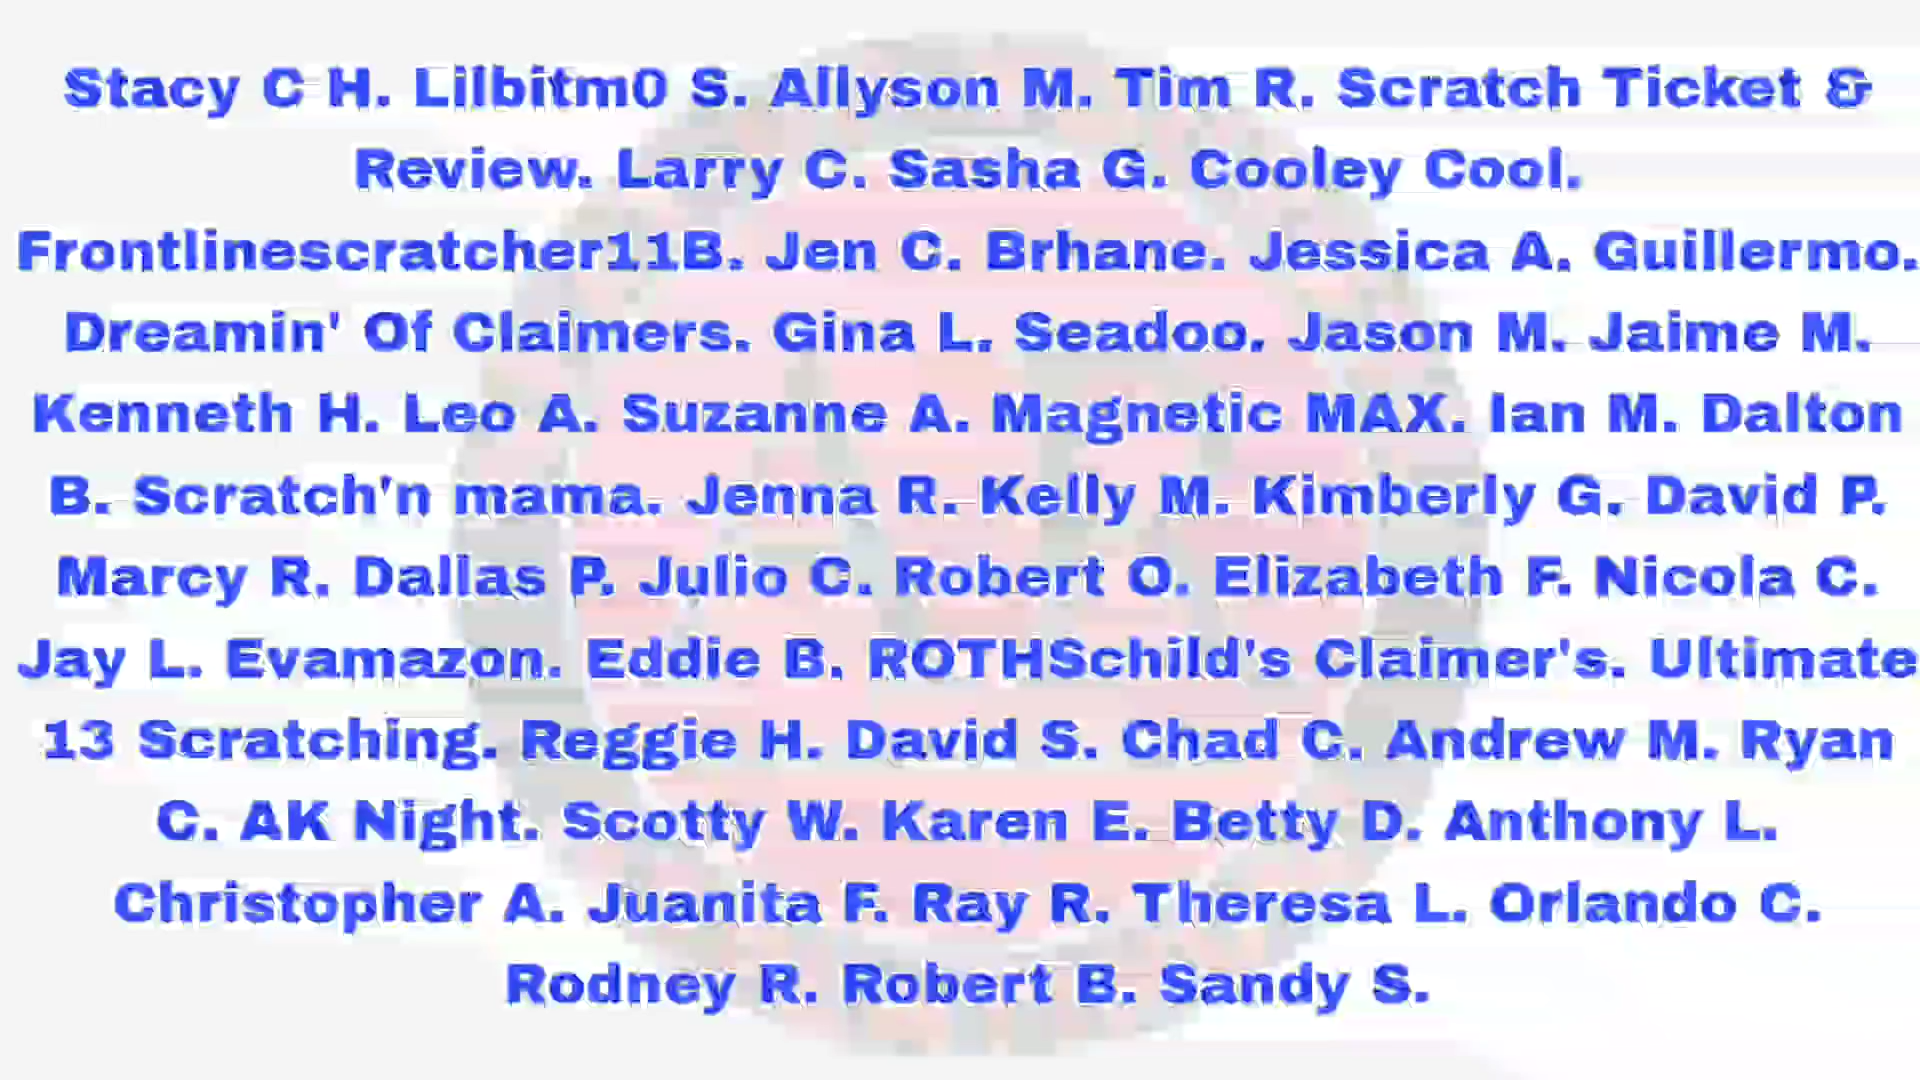 Stacy C H. Lilbitm0 S. Allyson M. Tim R. Scratch Ticket &
Review. Larry C. Sasha G. Cooley Cool.
Frontlinescratcher11B. Jen C. Brhane. Jessica A. Guillermo.
Dreamin' Of Claimers. Gina L. Seadoo. Jason M. Jaime M.
Kenneth H. Leo A. Suzanne A. Magnetic MAX. Ian M. Dalton
B. Scratch'n mama. Jenna R. Kelly M. Kimberly G. David P.
Marcy R. Dallas P. Julio C. Robert O. Elizabeth F. Nicola C.
Jay L. Evamazon. Eddie B. ROTHSchild's Claimer's. Ultimate
13 Scratching. Reggie H. David S. Chad C. Andrew M. Ryan
C. AK Night. Scotty W. Karen E. Betty D. Anthony L.
Christopher A. Juanita F. Ray R. Theresa L. Orlando C.
Rodney R. Robert B. Sandy S.